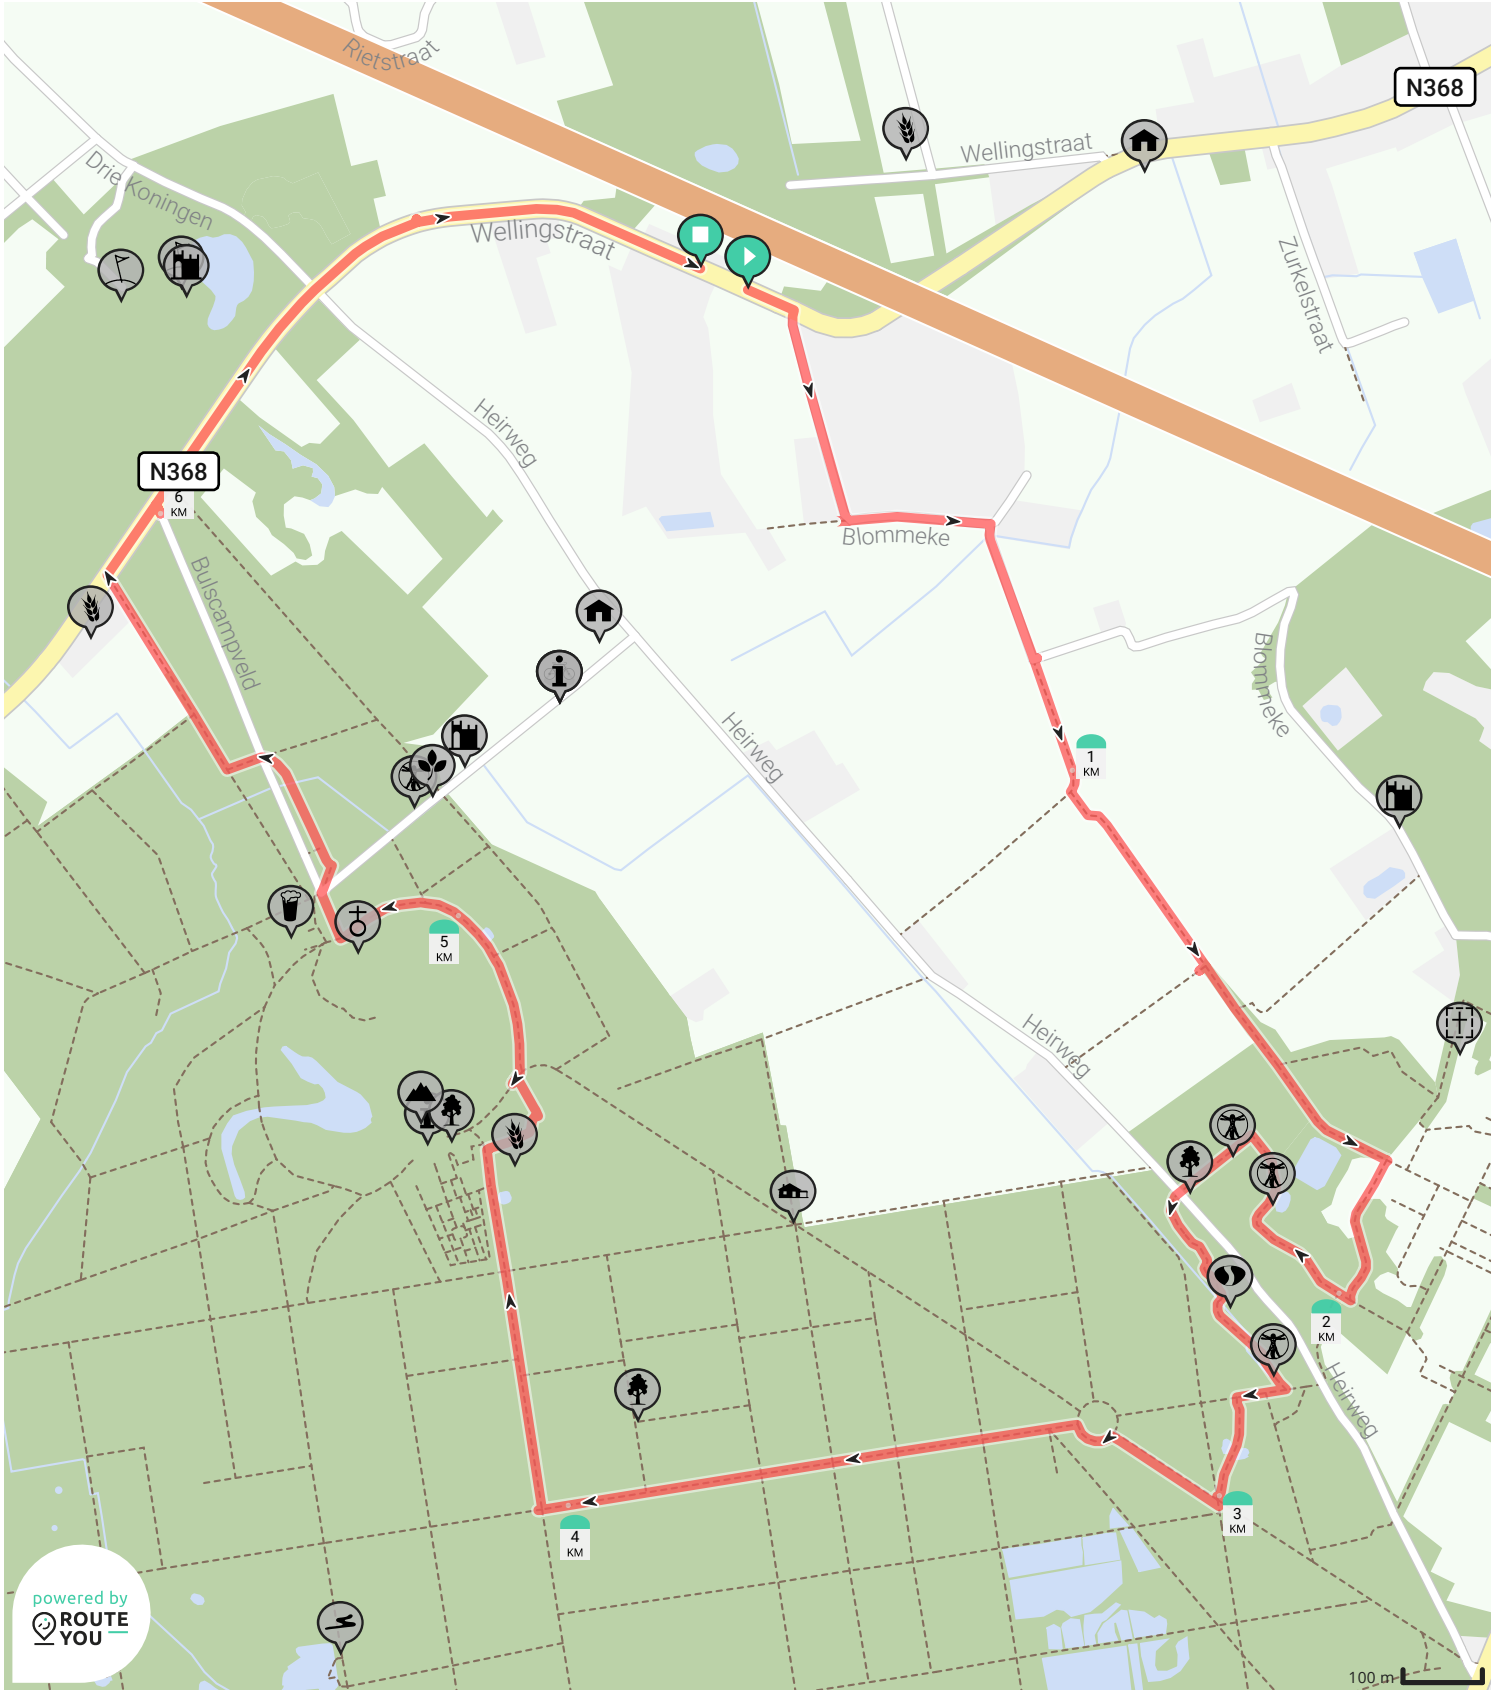 Rietstraat
N368
Wellingstraat
Drie Koningen
Wellingstraat
Zurkelstraat
Heirweg
N368
6
KM
Blommeke
Bulscampveld
Blommeke
Heirweg
1
KM
5
KM
Heirweg
2
KM
Heirweg
3
KM
4
KM
powered by
ROUTE
YOU
100 m